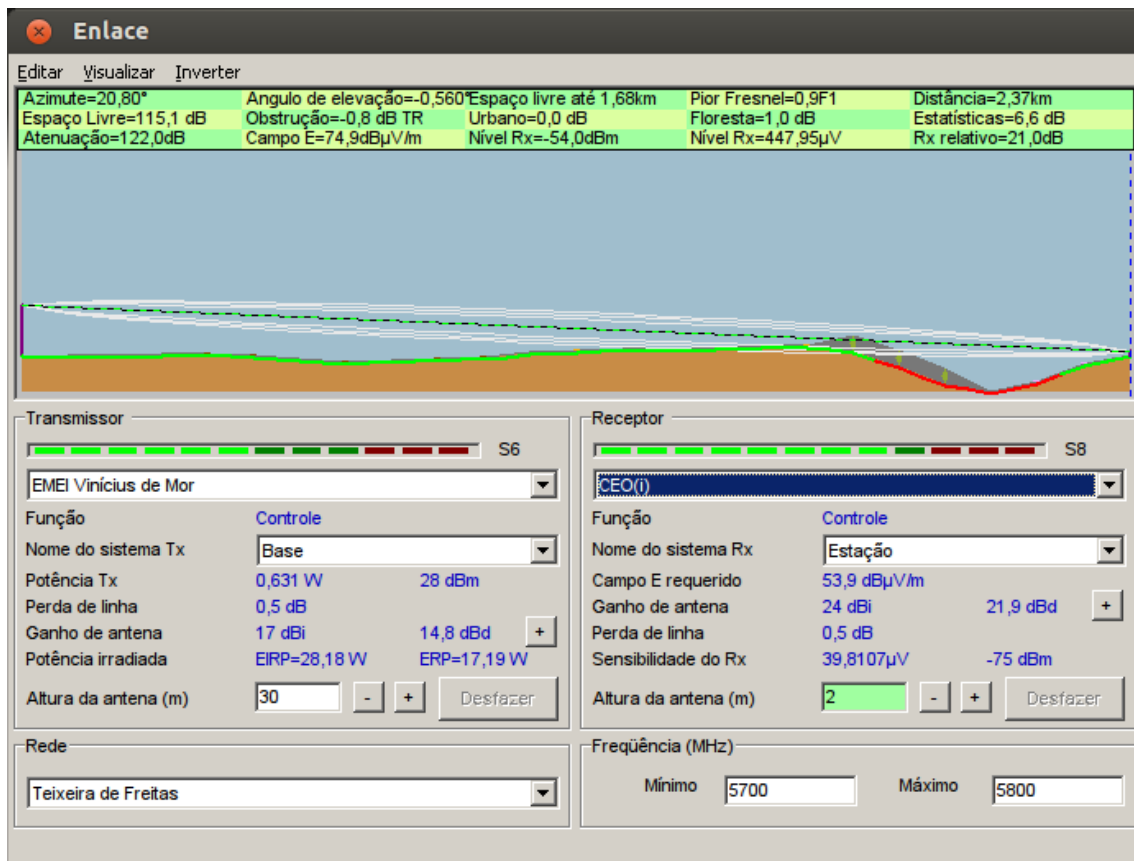 Enlace
Editar Visualizar Inverter
Azimute=20,80° Angulo de elevação=-0,560° Espaço livre até 1,68km Pior Fresnel=0,9F1 Distância=2,37km
Espaço Livre=115,1 dB Obstrução=-0,8 dB TR Urbano=0,0 dB Floresta=1,0 dB Estatísticas=6,6 dB
Atenuação=122,0dB Campo E=74,9dBµV/m Nível Rx=-54,0dBm Nível Rx=447,95µV Rx relativo=21,0dB
Transmissor
S6
EMEI Vinícius de Mor
Função Controle
Nome do sistema Tx Base
Potência Tx 0,631 W 28 dBm
Perda de linha 0,5 dB
Ganho de antena 17 dBi 14,8 dBd +
Potência irradiada EIRP=28,18 W ERP=17,19 W
Altura da antena (m) 30 - + Desfazer
Receptor
S8
CEO(i)
Função Controle
Nome do sistema Rx Estação
Campo E requerido 53,9 dBµV/m
Ganho de antena 24 dBi 21,9 dBd +
Perda de linha 0,5 dB
Sensibilidade do Rx 39,8107µV -75 dBm
Altura da antena (m) 2 - + Desfazer
Rede
Teixeira de Freitas
Freqüência (MHz)
Mínimo 5700 Máximo 5800